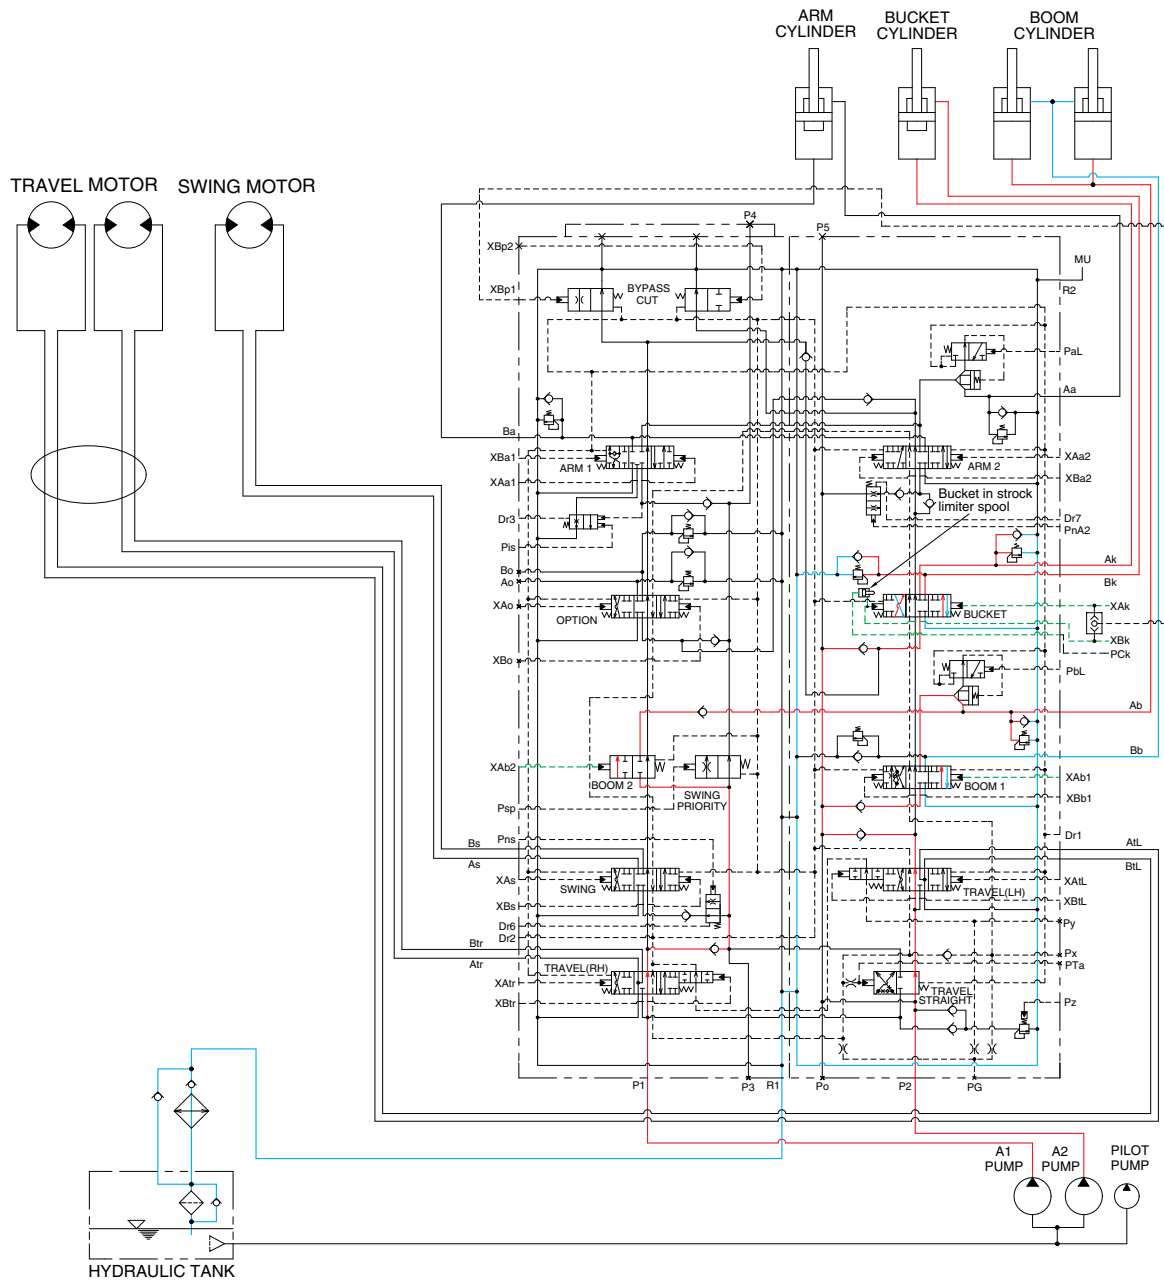 ARM
CYLINDER
BUCKET
CYLINDER
BOOM
CYLINDER
TRAVEL MOTOR
SWING MOTOR
P4
P5
XBp2
MU
XBp1
BYPASS
CUT
R2
PaL
Aa
Ba
XBa1
ARM 1
ARM 2
XAa2
XAa1
XBa2
Bucket in strock
limiter spool
Dr3
Dr7
PnA2
Pis
Bo
Ao
Ak
Bk
XAo
OPTION
BUCKET
XAk
XBk
PCk
XBo
PbL
Ab
Bb
XAb2
BOOM 2
SWING
PRIORITY
BOOM 1
XAb1
XBb1
Psp
Pns
Dr1
Bs
As
AtL
BtL
XAs
SWING
TRAVEL(LH)
XAtL
XBs
XBtL
Dr6
Dr2
Py
Btr
Atr
Px
PTa
TRAVEL(RH)
XAtr
XBtr
TRAVEL
STRAIGHT
Pz
P1
P3
R1
Po
P2
PG
A1
PUMP
A2
PUMP
PILOT
PUMP
HYDRAULIC TANK